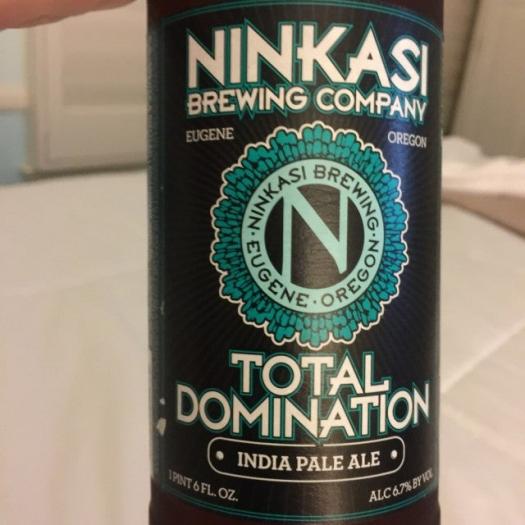 NINKASI
BREWING COMPANY
EUGENE OREGON
NINKASI BREWING
N
• EUGENE • OREGON •
TOTAL
DOMINATION
• INDIA PALE ALE •
1 PINT 6 FL. OZ. ALC 6.7% BY VOL